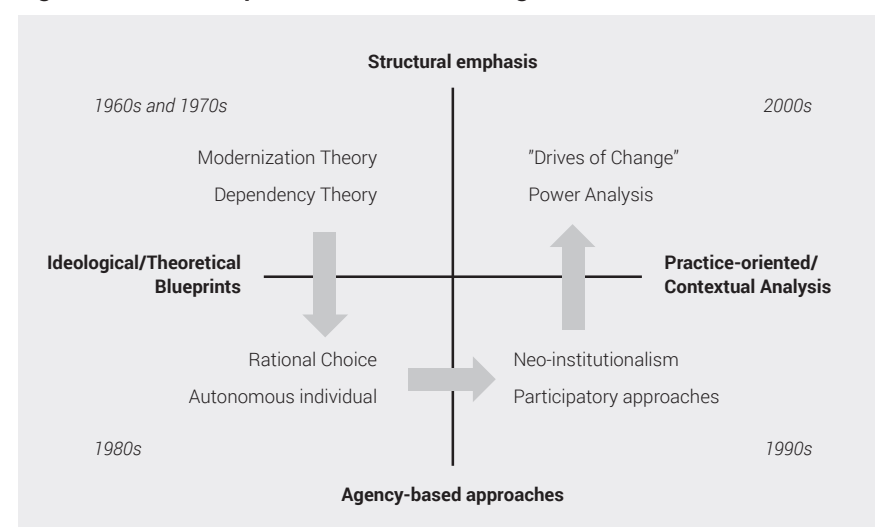 Structural emphasis
1960s and 1970s
2000s
Modernization Theory
Dependency Theory
"Drives of Change"
Power Analysis
Ideological/Theoretical
Blueprints
Practice-oriented/
Contextual Analysis
Rational Choice
Autonomous individual
Neo-institutionalism
Participatory approaches
1980s
1990s
Agency-based approaches